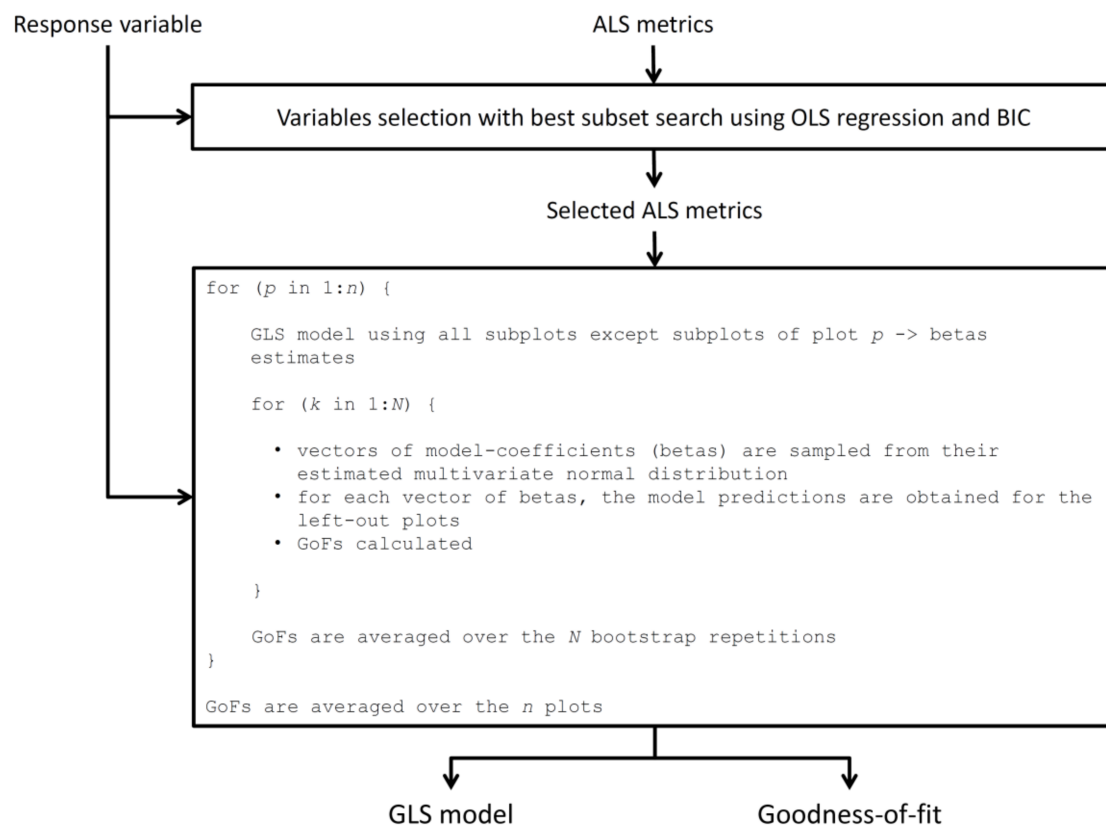 Response variable
ALS metrics
Variables selection with best subset search using OLS regression and BIC
Selected ALS metrics
for (p in 1:n) {
GLS model using all subplots except subplots of plot p -> betas
estimates
for (k in 1:N) {
• vectors of model-coefficients (betas) are sampled from their
estimated multivariate normal distribution
• for each vector of betas, the model predictions are obtained for the
left-out plots
• GoFs calculated
}
GoFs are averaged over the N bootstrap repetitions
}
GoFs are averaged over the n plots
GLS model
Goodness-of-fit